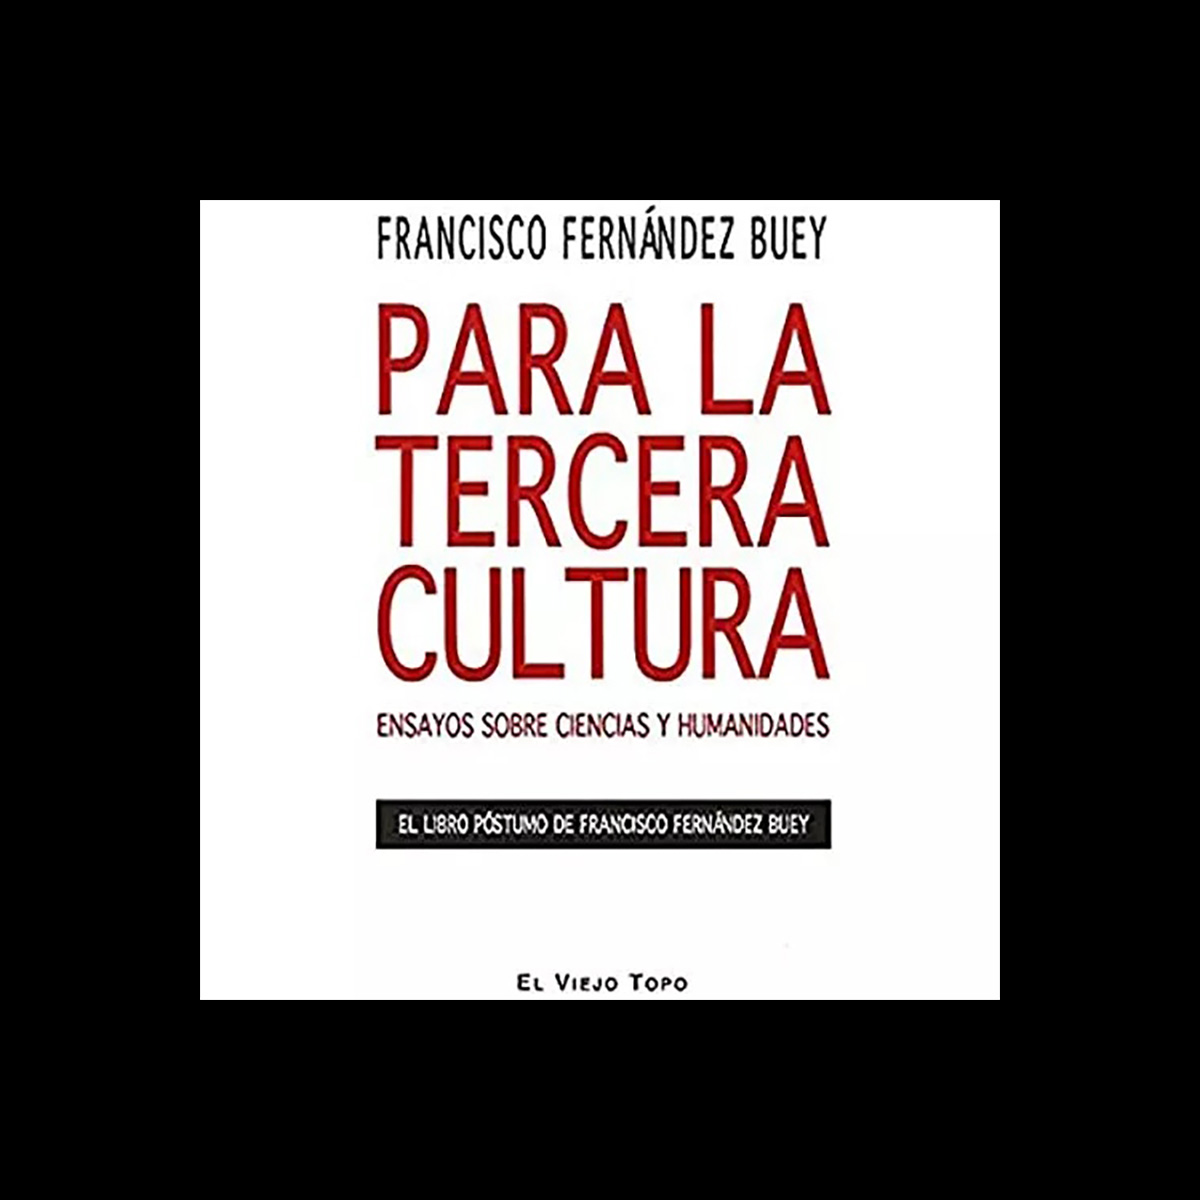 FRANCISCO FERNÁNDEZ BUEY
PARA LA
TERCERA
CULTURA
ENSAYOS SOBRE CIENCIAS Y HUMANIDADES
EL LIBRO PÓSTUMO DE FRANCISCO FERNÁNDEZ BUEY
EL VIEJO TOPO